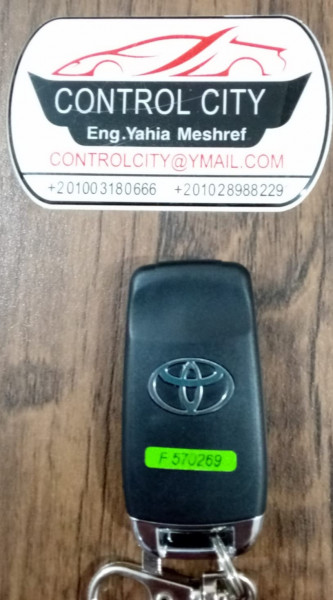 CONTROL CITY
Eng.Yahia Meshref
CONTROLCITY@YMAIL.COM
+201003180666 +201028988229
F 570269